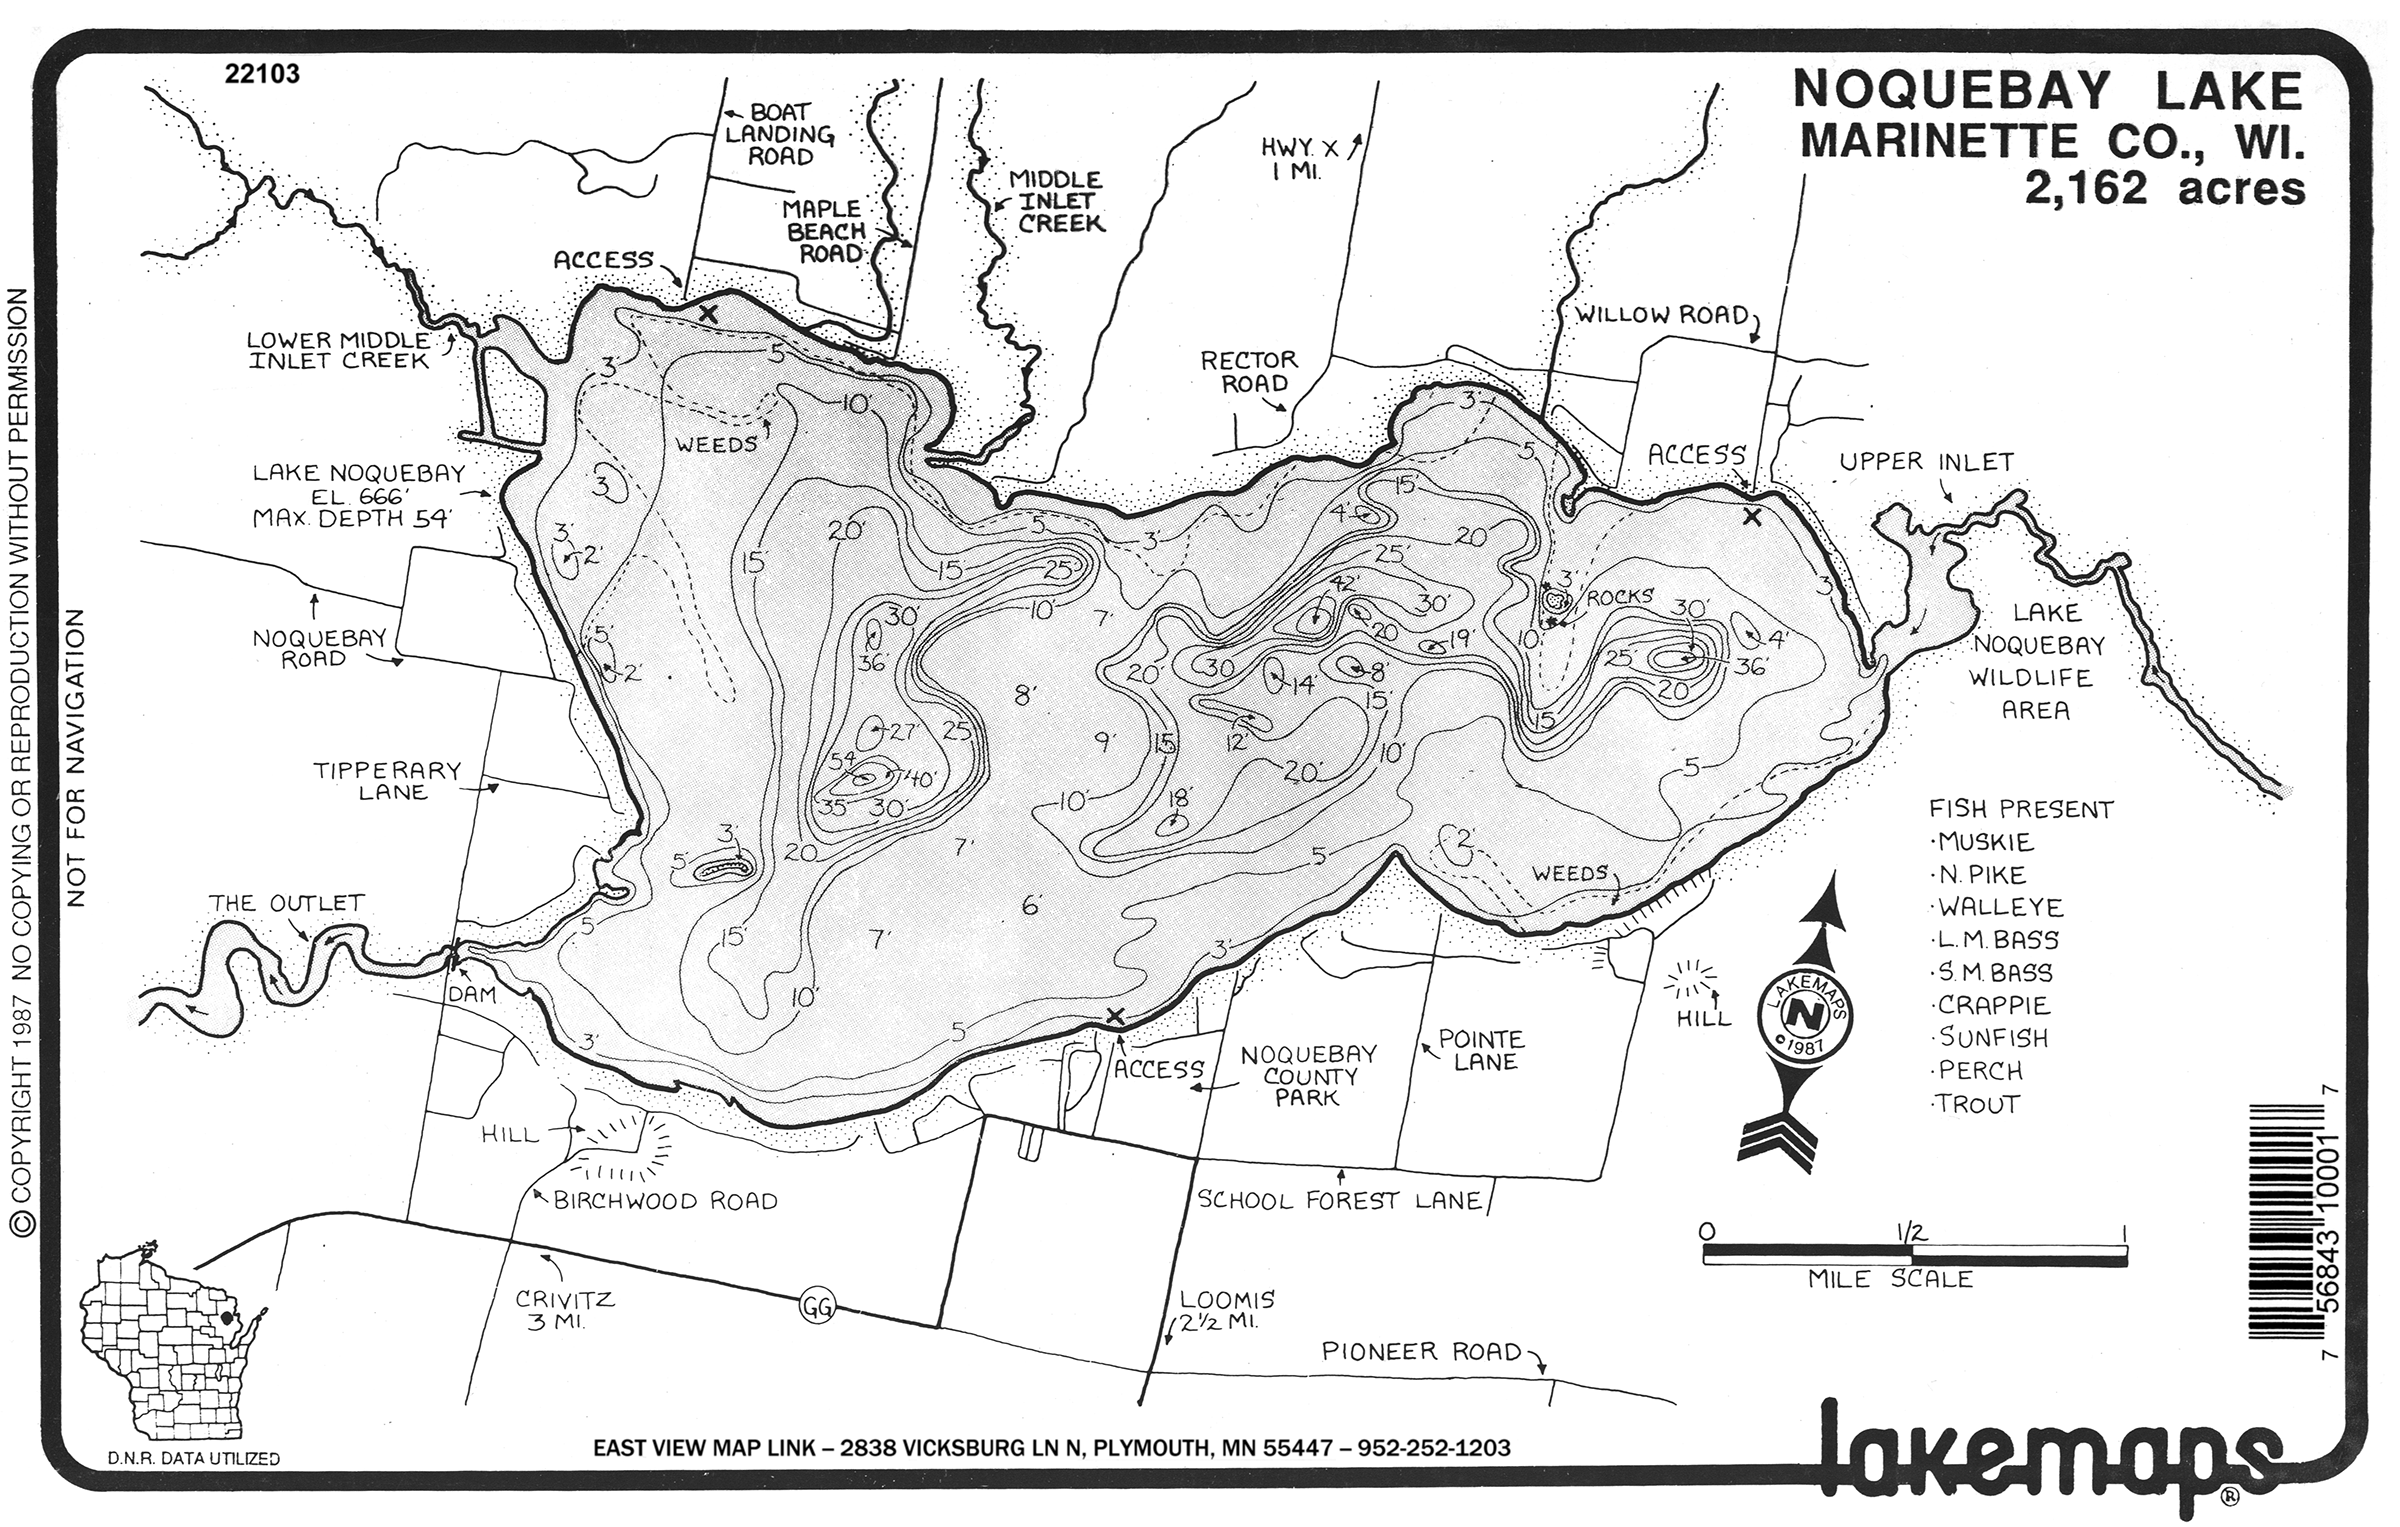 22103
NOQUEBAY LAKE
MARINETTE CO., WI.
2,162 acres
BOAT
LANDING
ROAD
MAPLE
BEACH
ROAD
MIDDLE
INLET
CREEK
HWY. X
1 MI.
ACCESS
LOWER MIDDLE
INLET CREEK
WILLOW ROAD
RECTOR
ROAD
ACCESS
UPPER INLET
LAKE NOQUEBAY
EL. 666'
MAX. DEPTH 54'
WEEDS
3'
5'
10'
3'
5'
3
3'
2'
15'
20'
15'
25'
5'
3'
4'
15'
20'
25'
3'
10'
7'
42'
30'
20
19'
3'
ROCKS
10'
30'
4'
36'
25'
20'
30'
36'
5'
2'
8'
20'
30
14'
8'
15'
12'
15
27'
25
9'
10'
15'
5
54
40'
35
30'
20'
10'
18'
3'
5'
20
7'
5
2'
WEEDS
6'
15'
7'
5
3'
10'
5
3'
NOQUEBAY
ROAD
TIPPERARY
LANE
THE OUTLET
DAM
LAKE
NOQUEBAY
WILDLIFE
AREA
FISH PRESENT
·MUSKIE
·N. PIKE
·WALLEYE
·L.M. BASS
·S.M. BASS
·CRAPPIE
·SUNFISH
·PERCH
·TROUT
HILL
LAKEMAPS
N
©1987
ACCESS
NOQUEBAY
COUNTY
PARK
POINTE
LANE
HILL
BIRCHWOOD ROAD
SCHOOL FOREST LANE
0 1/2 1
MILE SCALE
CRIVITZ
3 MI.
GG
LOOMIS
2½ MI.
PIONEER ROAD
D.N.R. DATA UTILIZED
EAST VIEW MAP LINK – 2838 VICKSBURG LN N, PLYMOUTH, MN 55447 – 952-252-1203
lakemaps®
7 56843 10001 7
© COPYRIGHT 1987 NO COPYING OR REPRODUCTION WITHOUT PERMISSION
NOT FOR NAVIGATION